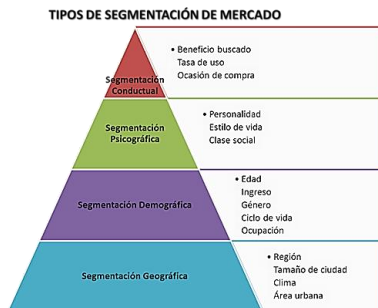 TIPOS DE SEGMENTACIÓN DE MERCADO
Segmentación
Conductual
• Beneficio buscado
Tasa de uso
Ocasión de compra
Segmentación
Psicográfica
• Personalidad
Estilo de vida
Clase social
Segmentación Demográfica
• Edad
Ingreso
Género
Ciclo de vida
Ocupación
Segmentación Geográfica
• Región
Tamaño de ciudad
Clima
Área urbana